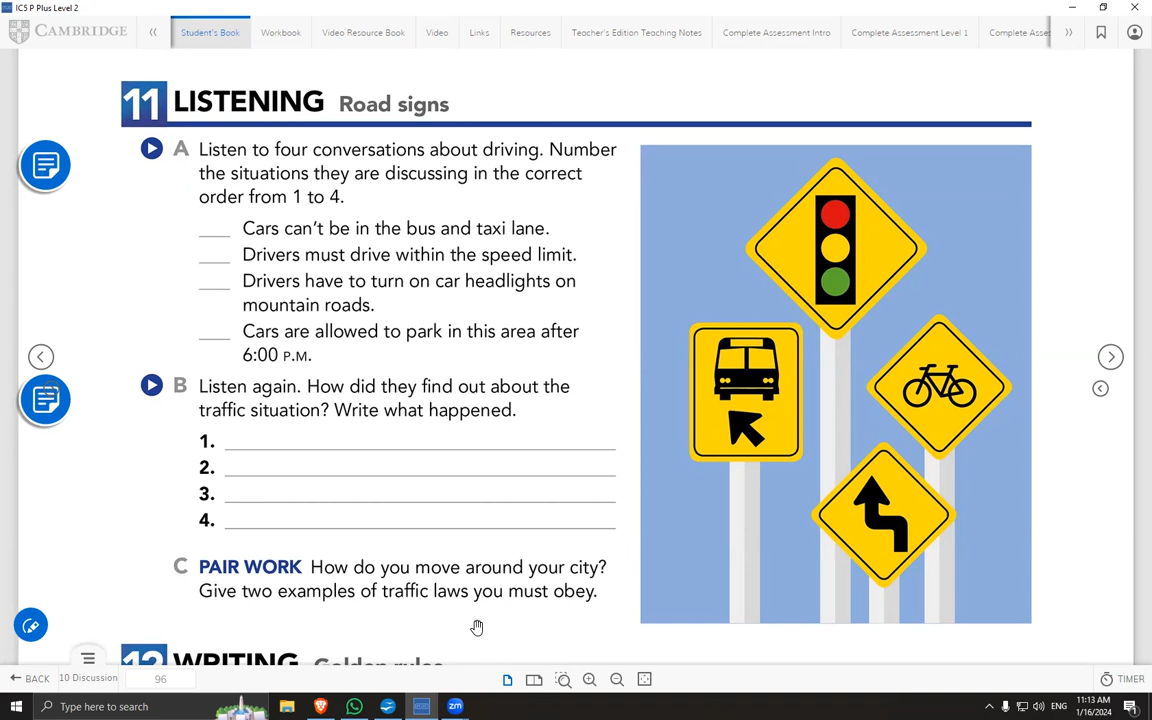 IC5 P Plus Level 2
CAMBRIDGE
Student's Book
Workbook
Video Resource Book
Video
Links
Resources
Teacher's Edition Teaching Notes
Complete Assessment Intro
Complete Assessment Level 1
Complete Asses
11 LISTENING Road signs
A Listen to four conversations about driving. Number
the situations they are discussing in the correct
order from 1 to 4.
Cars can't be in the bus and taxi lane.
Drivers must drive within the speed limit.
Drivers have to turn on car headlights on
mountain roads.
Cars are allowed to park in this area after
6:00 P.M.
B Listen again. How did they find out about the
traffic situation? Write what happened.
1.
2.
3.
4.
C PAIR WORK How do you move around your city?
Give two examples of traffic laws you must obey.
12 WRITING Golden rules
BACK
10 Discussion
96
TIMER
Type here to search
ENG
11:13 AM
1/16/2024